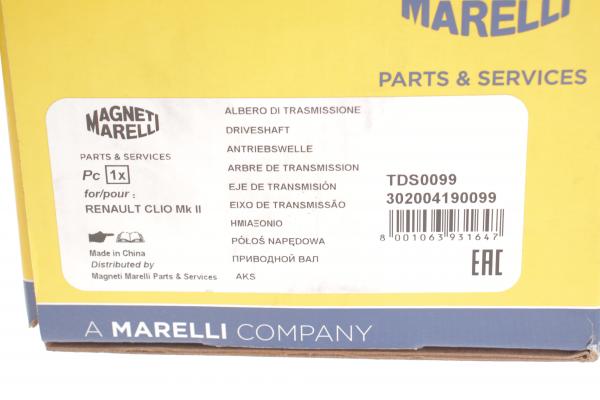 MARELLI
PARTS & SERVICES
MAGNETI
MARELLI
PARTS & SERVICES
Pc 1x
for/pour :
RENAULT CLIO Mk II
Made in China
Distributed by
Magneti Marelli Parts & Services
ALBERO DI TRASMISSIONE
DRIVESHAFT
ANTRIEBSWELLE
ARBRE DE TRANSMISSION
EJE DE TRANSMISIÓN
EIXO DE TRANSMISSÃO
ΗΜΙΑΞΟΝΙΟ
PÓŁOŚ NAPĘDOWA
ПРИВОДНОЙ ВАЛ
AKS
TDS0099
302004190099
8 001063 931647
EAC
A MARELLI COMPANY